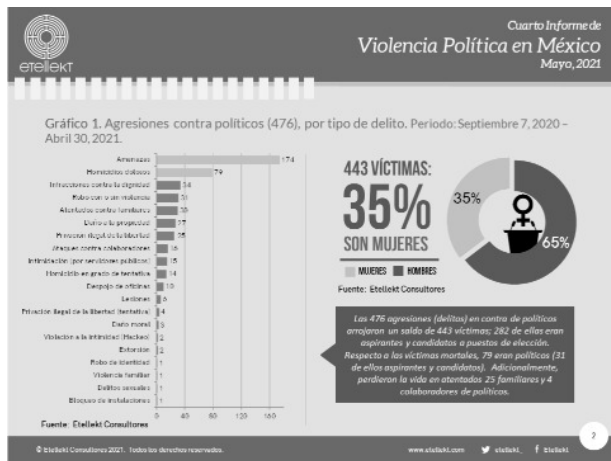 etellekt
Cuarto Informe de
Violencia Política en México
Mayo, 2021
Gráfico 1. Agresiones contra políticos (476), por tipo de delito. Periodo: Septiembre 7, 2020 –
Abril 30, 2021.
Amenazas 174
Homicidios dolosos 79
Infracciones contra la dignidad 34
Robo con o sin violencia 31
Atentados contra familiares 30
Daño a la propiedad 27
Privación ilegal de la libertad 25
Ataques contra colaboradores 16
Intimidación (por servidores públicos) 15
Homicidio en grado de tentativa 14
Despojo de oficinas 10
Lesiones 6
Privación ilegal de la libertad (tentativa) 4
Daño moral 3
Violación a la intimidad (Hackeo) 2
Extorsión 2
Robo de identidad 1
Violencia familiar 1
Delitos sexuales 1
Bloqueo de instalaciones 1
0 40 80 120 160
Fuente: Etellekt Consultores
443 VÍCTIMAS:
35%
SON MUJERES
MUJERES HOMBRES
Fuente: Etellekt Consultores
35%
65%
Las 476 agresiones (delitos) en contra de políticos
arrojaron un saldo de 443 víctimas; 282 de ellas eran
aspirantes y candidatos a puestos de elección.
Respecto a las víctimas mortales, 79 eran políticos (31
de ellos aspirantes y candidatos). Adicionalmente,
perdieron la vida en atentados 25 familiares y 4
colaboradores de políticos.
2
© Etellekt Consultores 2021. Todos los derechos reservados.
www.etellekt.com etellekt_ Etellekt